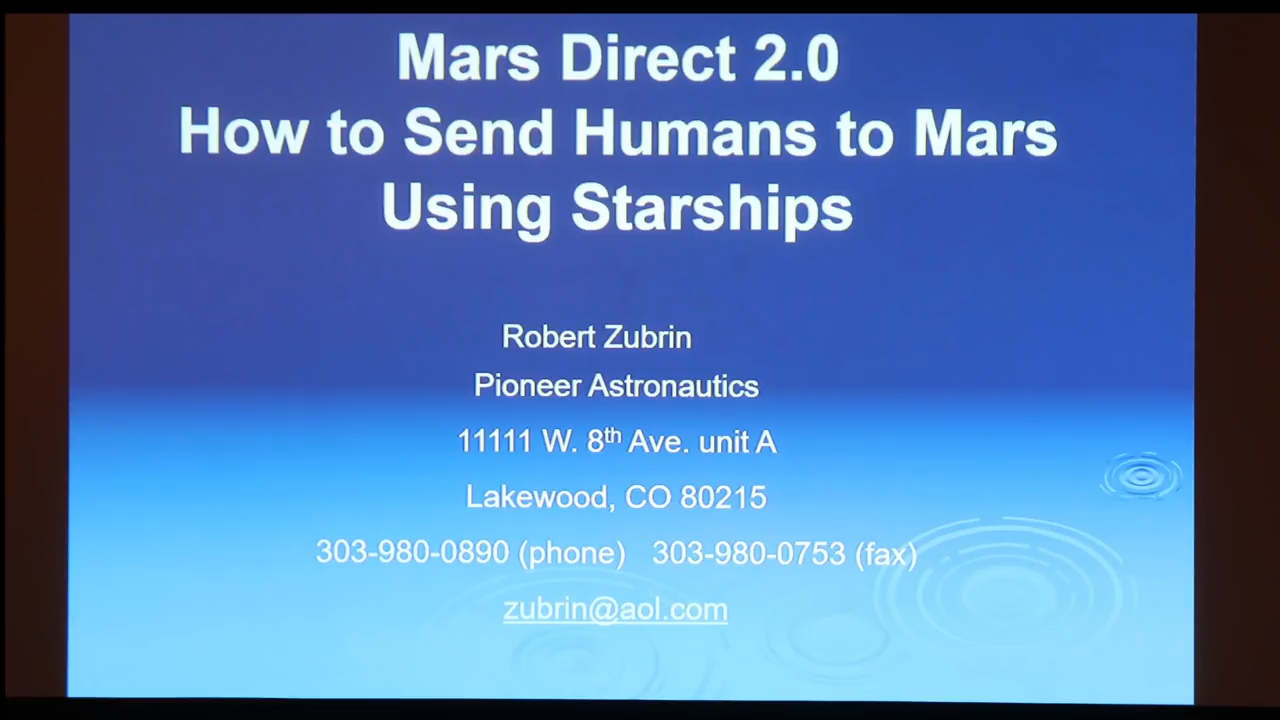 Mars Direct 2.0
How to Send Humans to Mars
Using Starships
Robert Zubrin
Pioneer Astronautics
11111 W. 8th Ave. unit A
Lakewood, CO 80215
303-980-0890 (phone) 303-980-0753 (fax)
zubrin@aol.com